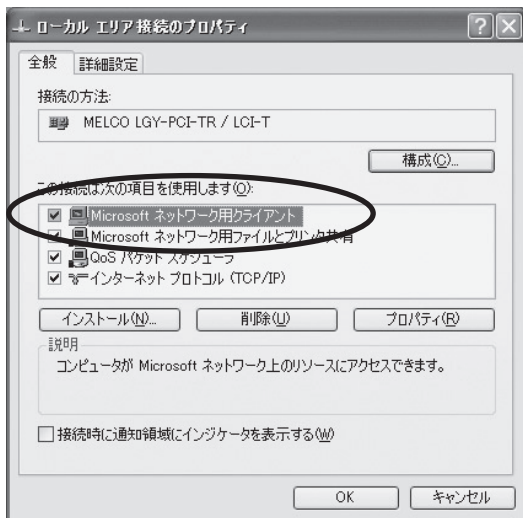 ローカル エリア接続のプロパティ
全般
詳細設定
接続の方法:
MELCO LGY-PCI-TR / LCI-T
構成(C)...
この接続は次の項目を使用します(O):
Microsoft ネットワーク用クライアント
Microsoft ネットワーク用ファイルとプリンタ共有
QoS パケット スケジューラ
インターネット プロトコル (TCP/IP)
インストール(N)...
削除(U)
プロパティ(R)
説明
コンピュータが Microsoft ネットワーク上のリソースにアクセスできます。
接続時に通知領域にインジケータを表示する(W)
OK
キャンセル